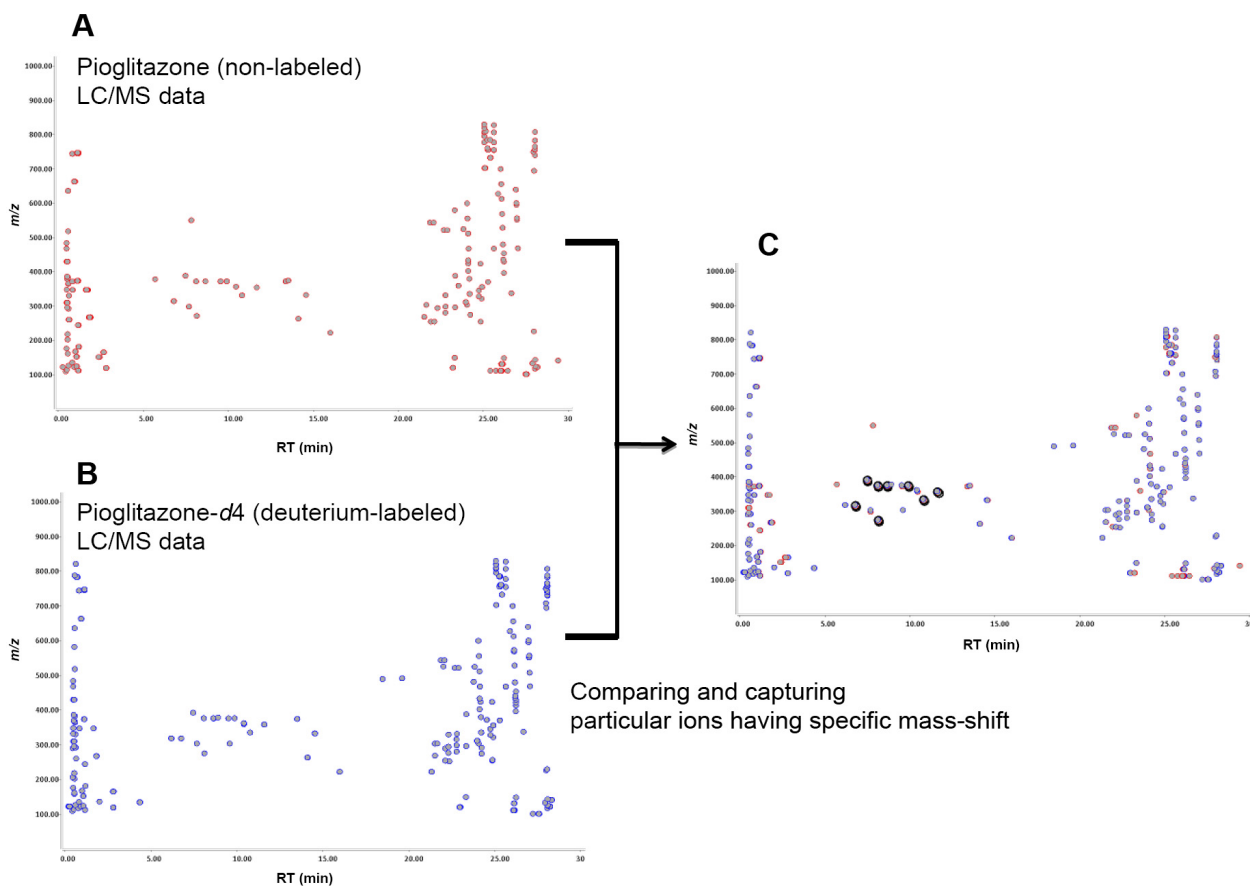 A
Pioglitazone (non-labeled)
LC/MS data
1000.00
900.00
800.00
700.00
600.00
500.00
400.00
300.00
200.00
100.00
m/z
0.00 5.00 10.00 15.00 20.00 25.00 30
RT (min)
B
Pioglitazone-d4 (deuterium-labeled)
LC/MS data
1000.00
900.00
800.00
700.00
600.00
500.00
400.00
300.00
200.00
100.00
m/z
0.00 5.00 10.00 15.00 20.00 25.00 30
RT (min)
C
1000.00
900.00
800.00
700.00
600.00
500.00
400.00
300.00
200.00
100.00
m/z
0.00 5.00 10.00 15.00 20.00 25.00 30
RT (min)
Comparing and capturing
particular ions having specific mass-shift